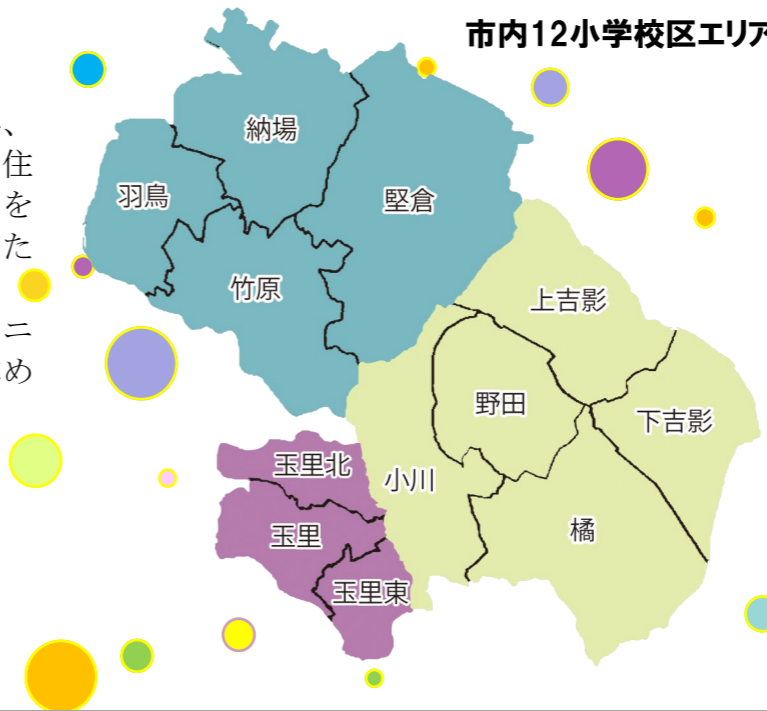 市内12小学校区エリア
、
住
を
た
ニ
め
納場
羽鳥
堅倉
竹原
上吉影
野田
下吉影
玉里北
小川
玉里
橘
玉里東